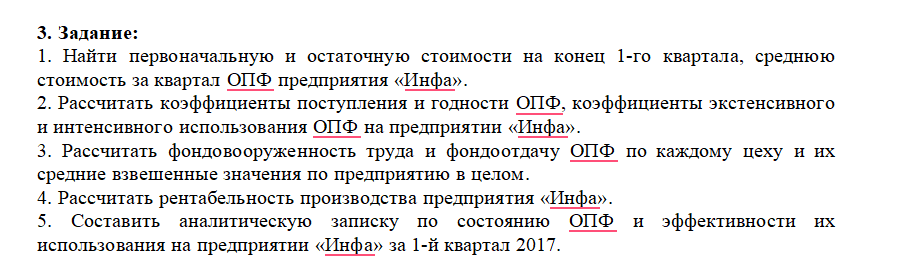 3. Задание:
1. Найти первоначальную и остаточную стоимости на конец 1-го квартала, среднюю
стоимость за квартал ОПФ предприятия «Инфа».
2. Рассчитать коэффициенты поступления и годности ОПФ, коэффициенты экстенсивного
и интенсивного использования ОПФ на предприятии «Инфа».
3. Рассчитать фондовооруженность труда и фондоотдачу ОПФ по каждому цеху и их
средние взвешенные значения по предприятию в целом.
4. Рассчитать рентабельность производства предприятия «Инфа».
5. Составить аналитическую записку по состоянию ОПФ и эффективности их
использования на предприятии «Инфа» за 1-й квартал 2017.